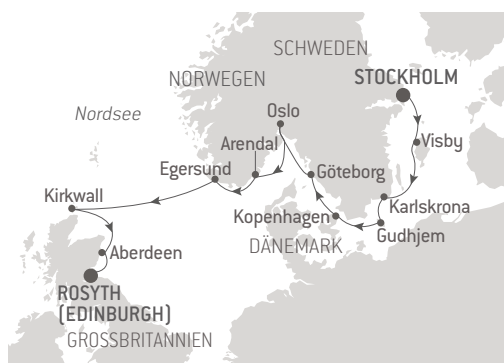 SCHWEDEN
STOCKHOLM
NORWEGEN
Nordsee
Oslo
Visby
Arendal
Egersund
Göteborg
Kirkwall
Karlskrona
Kopenhagen
Gudhjem
DÄNEMARK
Aberdeen
ROSYTH
(EDINBURGH)
GROSSBRITANNIEN